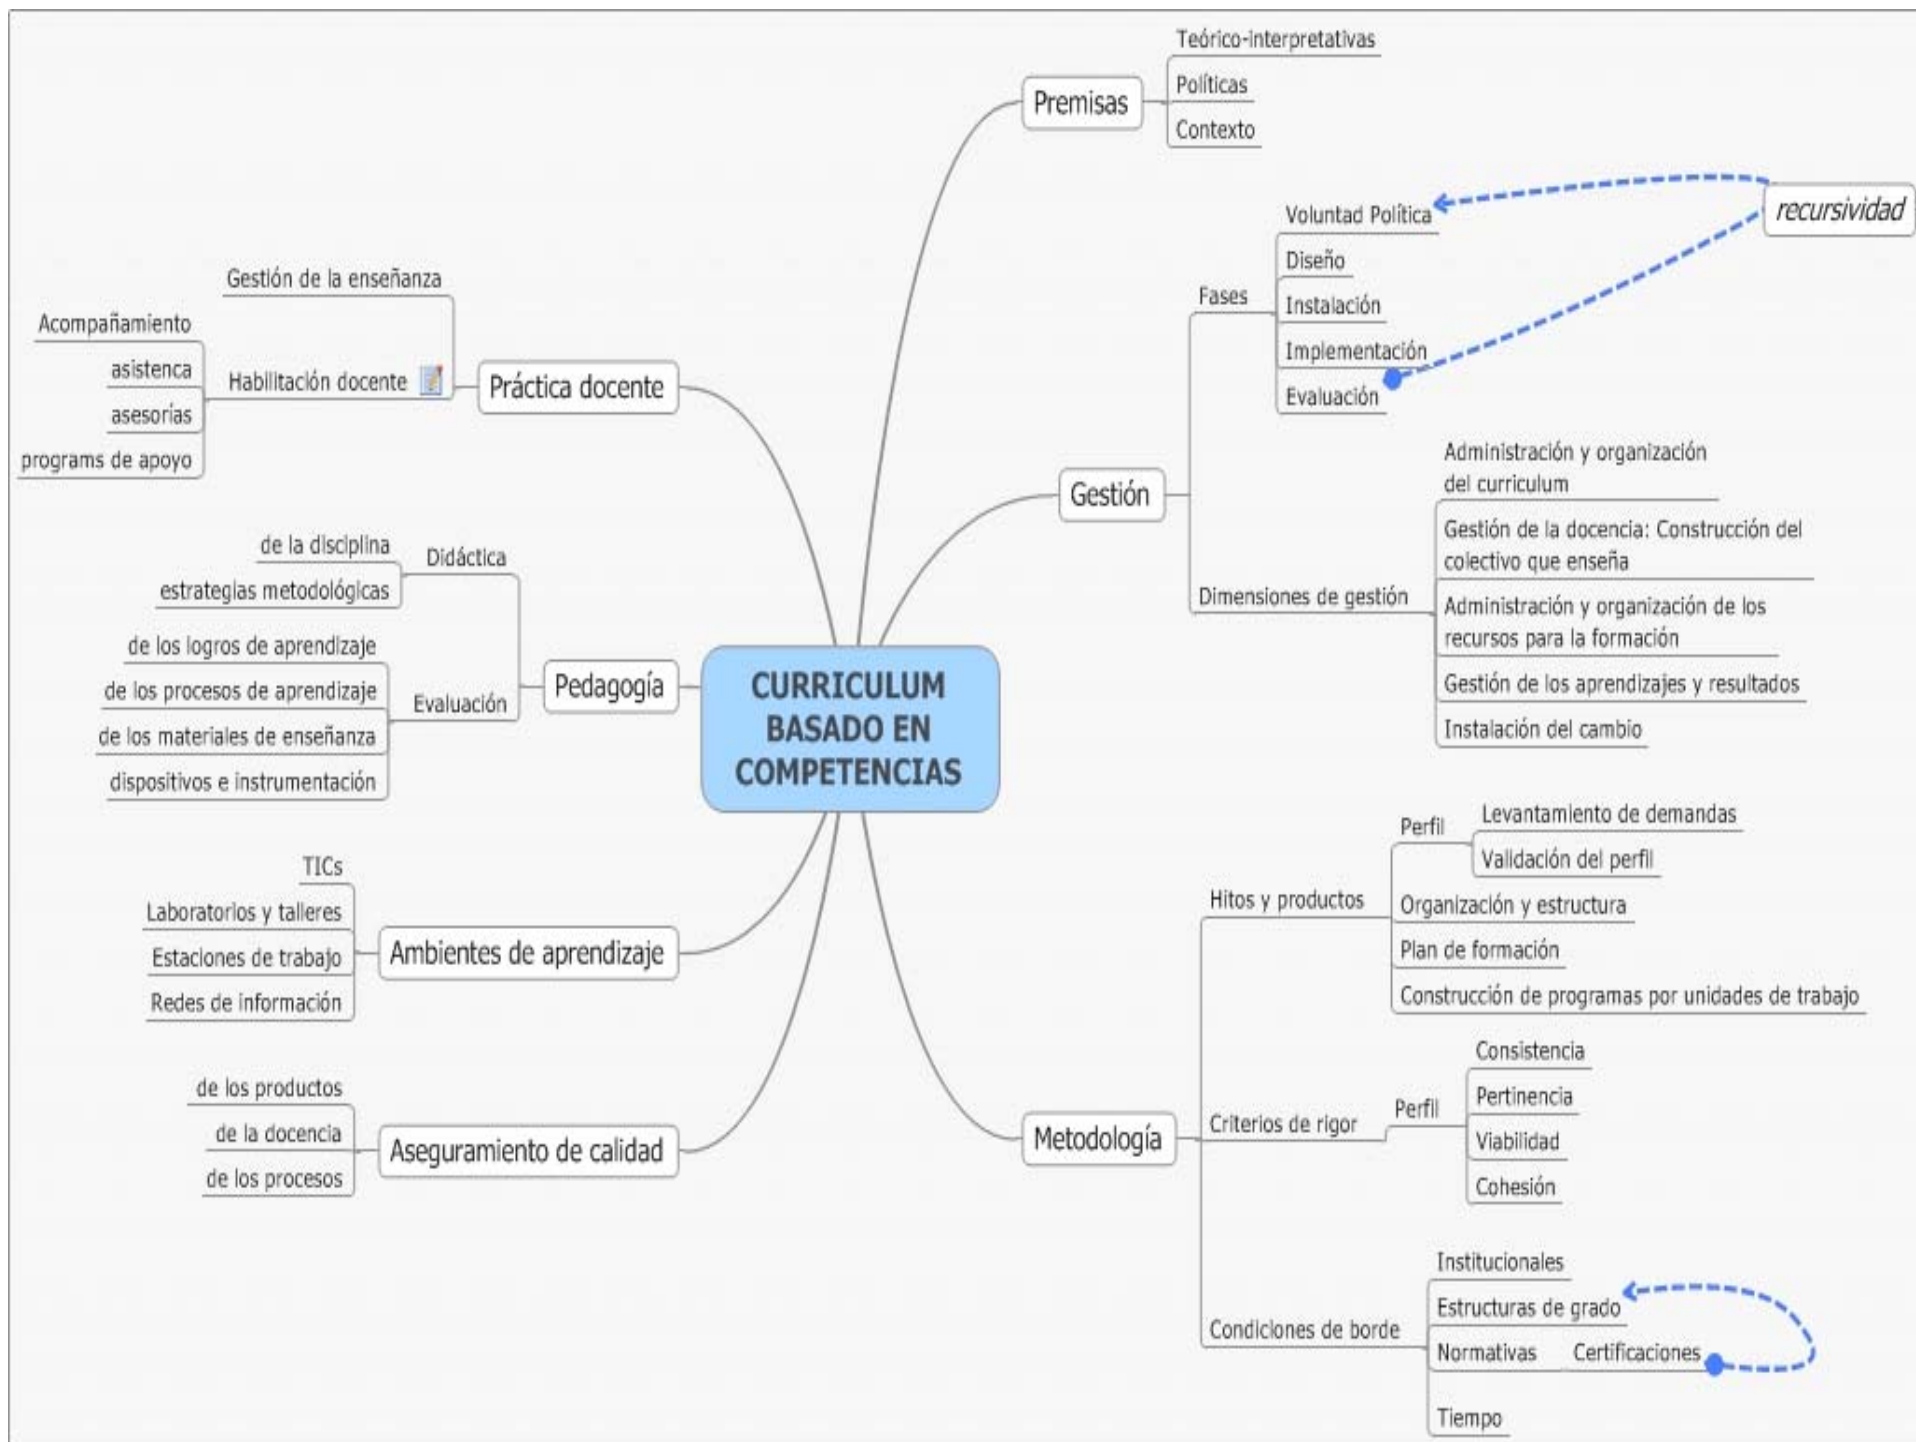 Teórico-interpretativas
Políticas
Contexto
Premisas
recursividad
Voluntad Política
Diseño
Fases
Instalación
Implementación
Evaluación
Gestión
Administración y organización
del curriculum
Gestión de la docencia: Construcción del
colectivo que enseña
Dimensiones de gestión
Administración y organización de los
recursos para la formación
Gestión de los aprendizajes y resultados
Instalación del cambio
Gestión de la enseñanza
Acompañamiento
asistenca
asesorías
programs de apoyo
Habilitación docente
Práctica docente
de la disciplina
estrategias metodológicas
Didáctica
de los logros de aprendizaje
de los procesos de aprendizaje
de los materiales de enseñanza
dispositivos e instrumentación
Evaluación
Pedagogía
CURRICULUM
BASADO EN
COMPETENCIAS
TICs
Laboratorios y talleres
Estaciones de trabajo
Redes de información
Ambientes de aprendizaje
de los productos
de la docencia
de los procesos
Aseguramiento de calidad
Metodología
Hitos y productos
Perfil
Levantamiento de demandas
Validación del perfil
Organización y estructura
Plan de formación
Construcción de programas por unidades de trabajo
Criterios de rigor
Perfil
Consistencia
Pertinencia
Viabilidad
Cohesión
Condiciones de borde
Institucionales
Estructuras de grado
Normativas
Certificaciones
Tiempo